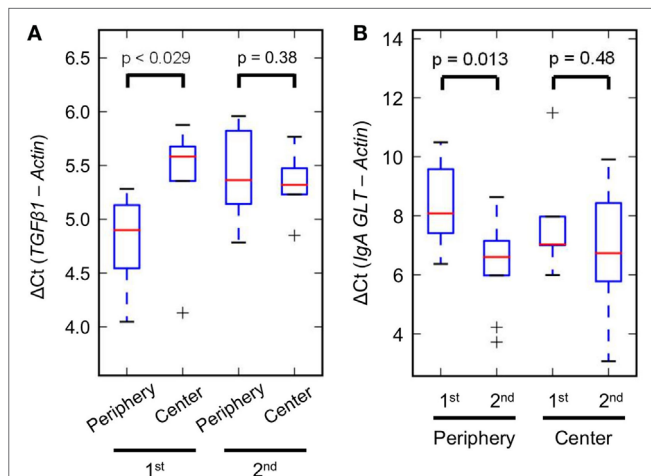 A
p < 0.029
p = 0.38
6.5
6.0
5.5
5.0
4.5
4.0
ΔCt (TGFβ1 – Actin)
Periphery
Center
Periphery
Center
1st
2nd
B
p = 0.013
p = 0.48
14
12
10
8
6
4
ΔCt (IgA GLT – Actin)
1st
2nd
1st
2nd
Periphery
Center